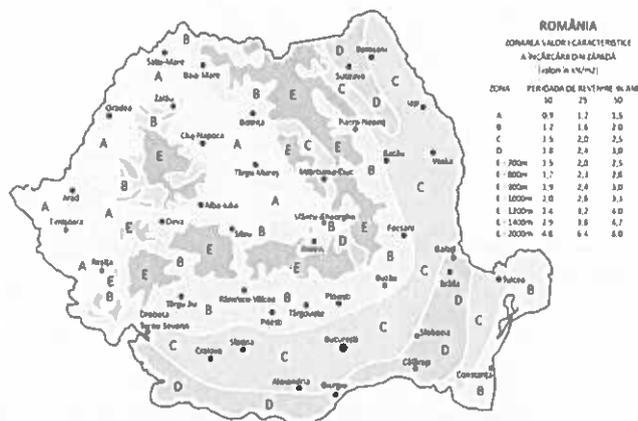 ROMÂNIA
ZONAREA VALORII CARACTERISTICE
A ÎNCĂRCĂRII DIN ZĂPADĂ
(valori în kN/m2)
ZONA PERIOADA DE REVENIRE IN ANI
10 25 50
A 0,9 1,2 1,5
B 1,2 1,6 2,0
C 1,5 2,0 2,5
D 1,8 2,4 3,0
E - 700m 1,5 2,0 2,5
E - 800m 1,7 2,8
E - 900m 1,9 2,4 3,0
E - 1000m 2,0 2,6 3,3
E - 1200m 2,4 3,2 4,0
E - 1400m 2,9 3,8 4,7
E - 2000m 4,8 6,4 8,0
B
D Botoșani
Satu-Mare
A Baia-Mare
Suceava
C
E
D
Oradea
Zalău
B
Iași
A
B
Bistrița
E
Piatra-Neamț
Cluj-Napoca
E C E
Bacău
Vaslui
A
B
E
A
Târgu Mureș
Miercurea-Ciuc
B
C
Arad
A
Timișoara
A
B
Alba-Iulia
A
Sfântu-Gheorghe
Deva
B
E
Sibiu
B
B
D
E
Focșani
Reșița
A
E
B
E
E
E
B
Galați
Brăila
Tulcea
B
Buzău
Drobeta
Turnu Severin
Târgu Jiu
B
Râmnicu-Vâlcea
B
Pitești
Târgoviște
Ploiești
C
D
C
Slobozia
C
Craiova
Slatina
C
București
C
Călărași
D
Constanța
B
D
Alexandria
D
Giurgiu